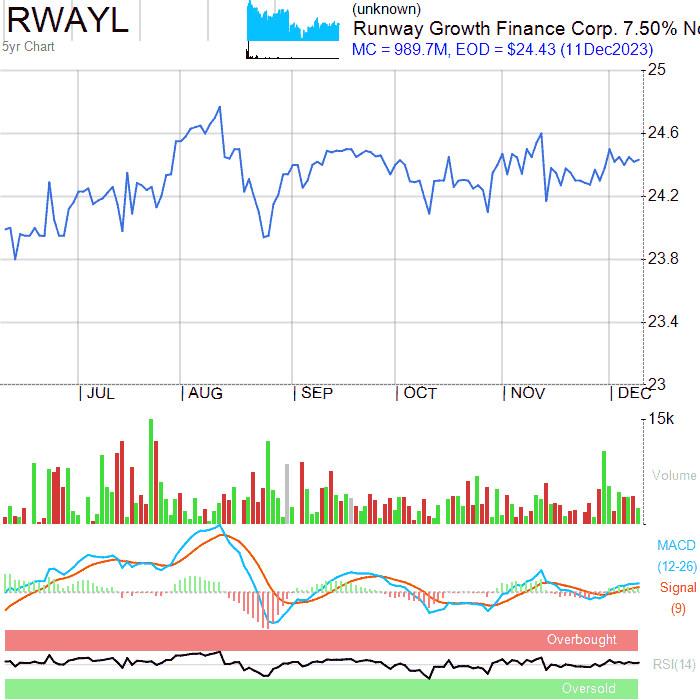 RWAYL
5yr Chart
(unknown)
Runway Growth Finance Corp. 7.50% No
MC = 989.7M, EOD = $24.43 (11Dec2023)
25
24.6
24.2
23.8
23.4
23
JUL AUG SEP OCT NOV DEC
15k
Volume
MACD
(12-26)
Signal
(9)
Overbought
RSI(14)
Oversold